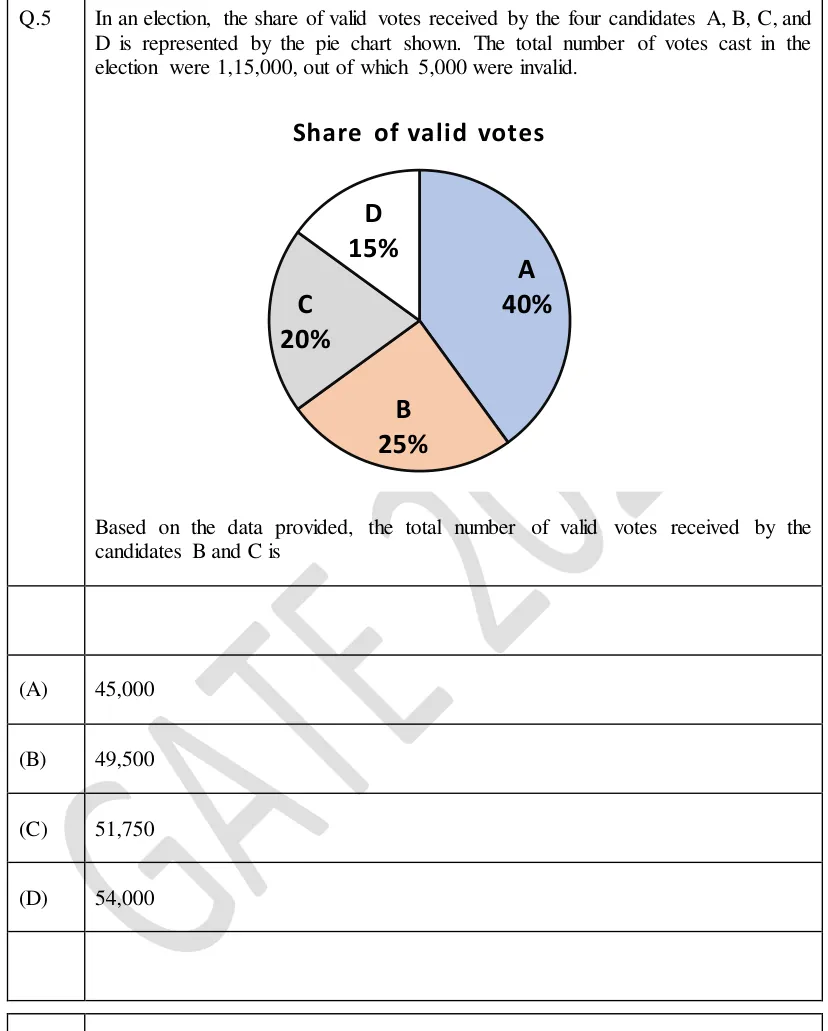 Q.5 In an election, the share of valid votes received by the four candidates A, B, C, and
D is represented by the pie chart shown. The total number of votes cast in the
election were 1,15,000, out of which 5,000 were invalid.
Share of valid votes
D
15%
A
40%
C
20%
B
25%
Based on the data provided, the total number of valid votes received by the
candidates B and C is
(A) 45,000
(B) 49,500
(C) 51,750
(D) 54,000
GATE 20